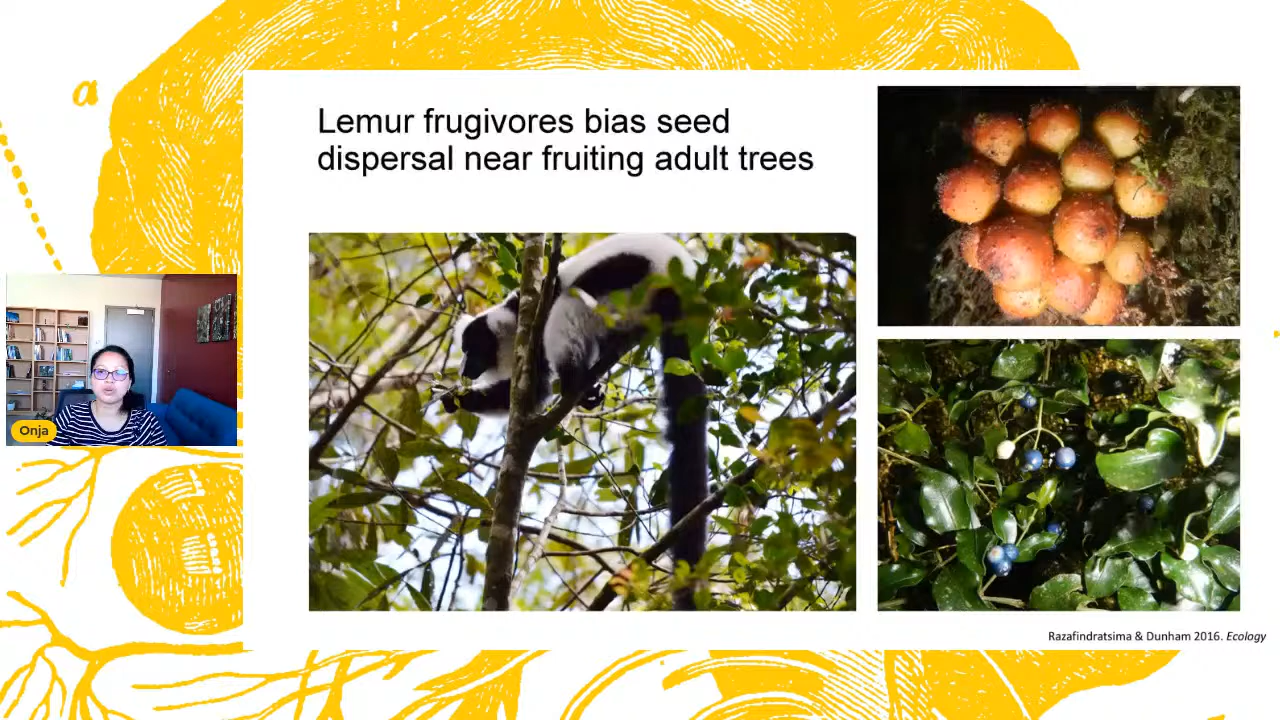 a
Lemur frugivores bias seed
dispersal near fruiting adult trees
Onja
Razafindratsima & Dunham 2016. Ecology